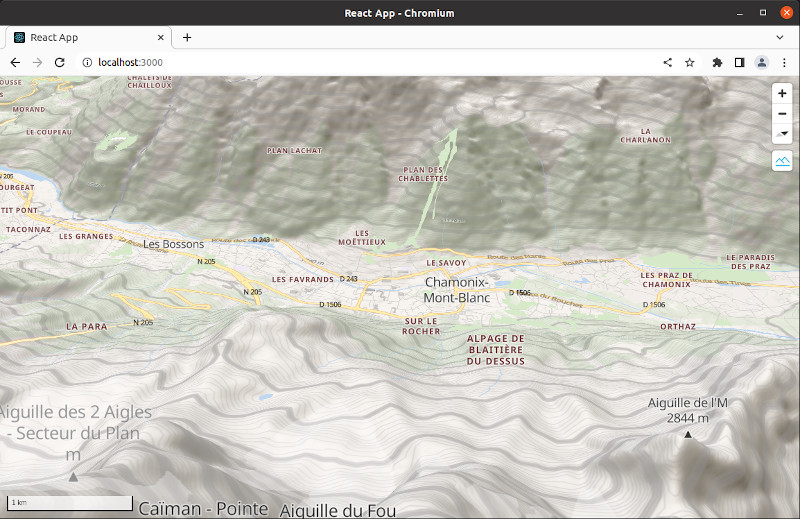 React App - Chromium
React App
localhost:3000
CHALETS DE
CHAILLOUX
MORAND
LE COUPEAU
PLAN LACHAT
PLAN DES
CHABLETTES
LA
CHARLANON
N 205
TIT PONT
TACONNAZ
LES GRANGES
Les Bossons
D 243
N 205
LES
MOËTTIEUX
LE SAVOY
Route des Praz
LE PARADIS
DES PRAZ
LES FAVRANDS
D 243
N 205
Chamonix-
Mont-Blanc
D 1506
D 1506
LES PRAZ DE
CHAMONIX
D 1506
LA PARA
N 205
SUR LE
ROCHER
ORTHAZ
ALPAGE DE
BLAITIÈRE
DU DESSUS
Aiguille des 2 Aigles
- Secteur du Plan
m
Aiguille de l'M
2844 m
1 km
Caïman - Pointe
Aiguille du Fou